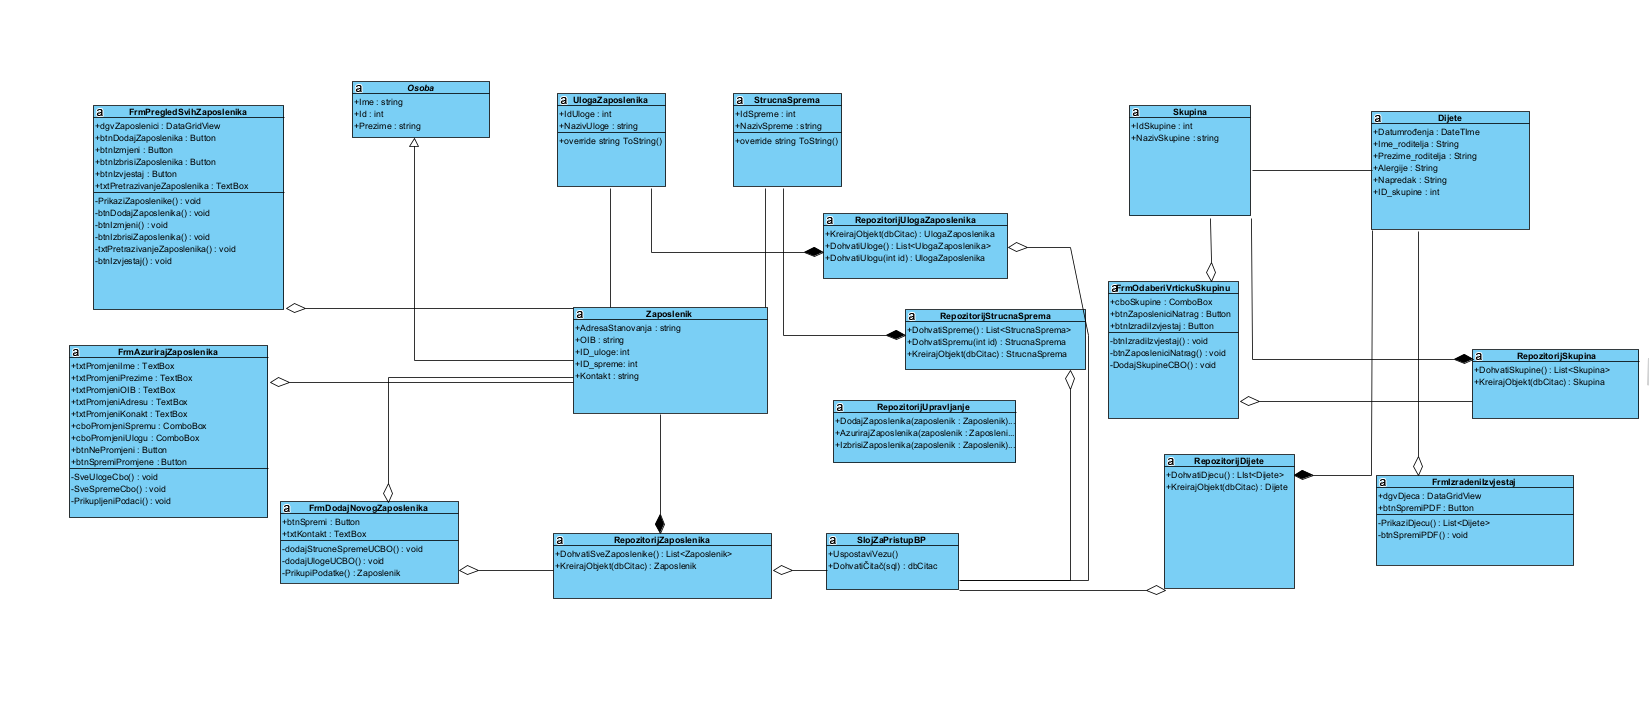 FrmPregledSvihZaposlenika
+dgvZaposlenici : DataGridView
+btnDodajZaposlenika : Button
+btnIzmjeni : Button
+btnIzbrisiZaposlenika : Button
+btnIzvjestaj : Button
+txtPretrazivanjeZaposlenika : TextBox
-PrikaziZaposlenike() : void
-btnDodajZaposlenika() : void
-btnIzmjeni() : void
-btnIzbrisiZaposlenika() : void
-txtPretrazivanjeZaposlenika() : void
-btnIzvjestaj() : void
Osoba
+Ime : string
+Id : int
+Prezime : string
UlogaZaposlenika
+IdUloge : int
+NazivUloge : string
+override string ToString()
StrucnaSprema
+IdSpreme : int
+NazivSpreme : string
+override string ToString()
Skupina
+IdSkupine : int
+NazivSkupine : string
Dijete
+Datumrođenja : DateTIme
+Ime_roditelja : String
+Prezime_roditelja : String
+Alergije : String
+Napredak : String
+ID_skupine : int
RepozitorijUlogaZaposlenika
+KreirajObjekt(dbCitac) : UlogaZaposlenika
+DohvatiUloge() : List<UlogaZaposlenika>
+DohvatiUlogu(int id) : UlogaZaposlenika
FrmOdaberiVrtickuSkupinu
+cboSkupine : ComboBox
+btnZaposleniciNatrag : Button
+btnIzradiIzvjestaj : Button
-btnIzradiIzvjestaj() : void
-btnZaposleniciNatrag() : void
-DodajSkupineCBO() : void
Zaposlenik
+AdresaStanovanja : string
+OIB : string
+ID_uloge: int
+ID_spreme: int
+Kontakt : string
RepozitorijStrucnaSprema
+DohvatiSpreme() : List<StrucnaSprema>
+DohvatiSpremu(int id) : StrucnaSprema
+KreirajObjekt(dbCitac) : StrucnaSprema
FrmAzurirajZaposlenika
+txtPromjeniIme : TextBox
+txtPromjeniPrezime : TextBox
+txtPromjeniOIB : TextBox
+txtPromjeniAdresu : TextBox
+txtPromjeniKonakt : TextBox
+cboPromjeniSpremu : ComboBox
+cboPromjeniUlogu : ComboBox
+btnNePromjeni : Button
+btnSpremiPromjene : Button
-SveUlogeCbo() : void
-SveSpremeCbo() : void
-PrikupljeniPodaci() : void
RepozitorijSkupina
+DohvatiSkupine() : List<Skupina>
+KreirajObjekt(dbCitac) : Skupina
RepozitorijUpravljanje
+DodajZaposlenika(zaposlenik : Zaposlenik)...
+AzurirajZaposlenika(zaposlenik : Zaposleni...
+IzbrisiZaposlenika(zaposlenik : Zaposlenik)...
RepozitorijDijete
+DohvatiDjecu() : LIst<Dijete>
+KreirajObjekt(dbCitac) : Dijete
FrmIzradeniIzvjestaj
+dgvDjeca : DataGridView
+btnSpremiPDF : Button
-PrikaziDjecu() : List<Dijete>
-btnSpremiPDF() : void
FrmDodajNovogZaposlenika
+btnSpremi : Button
+txtKontakt : TextBox
-dodajStrucneSpremeUCBO() : void
-dodajUlogeUCBO() : void
-PrikupiPodatke() : Zaposlenik
RepozitorijZaposlenika
+DohvatiSveZaposlenike() : List<Zaposlenik>
+KreirajObjekt(dbCitac) : Zaposlenik
SlojZaPristupBP
+UspostaviVezu()
+DohvatiČitač(sql) : dbCitac